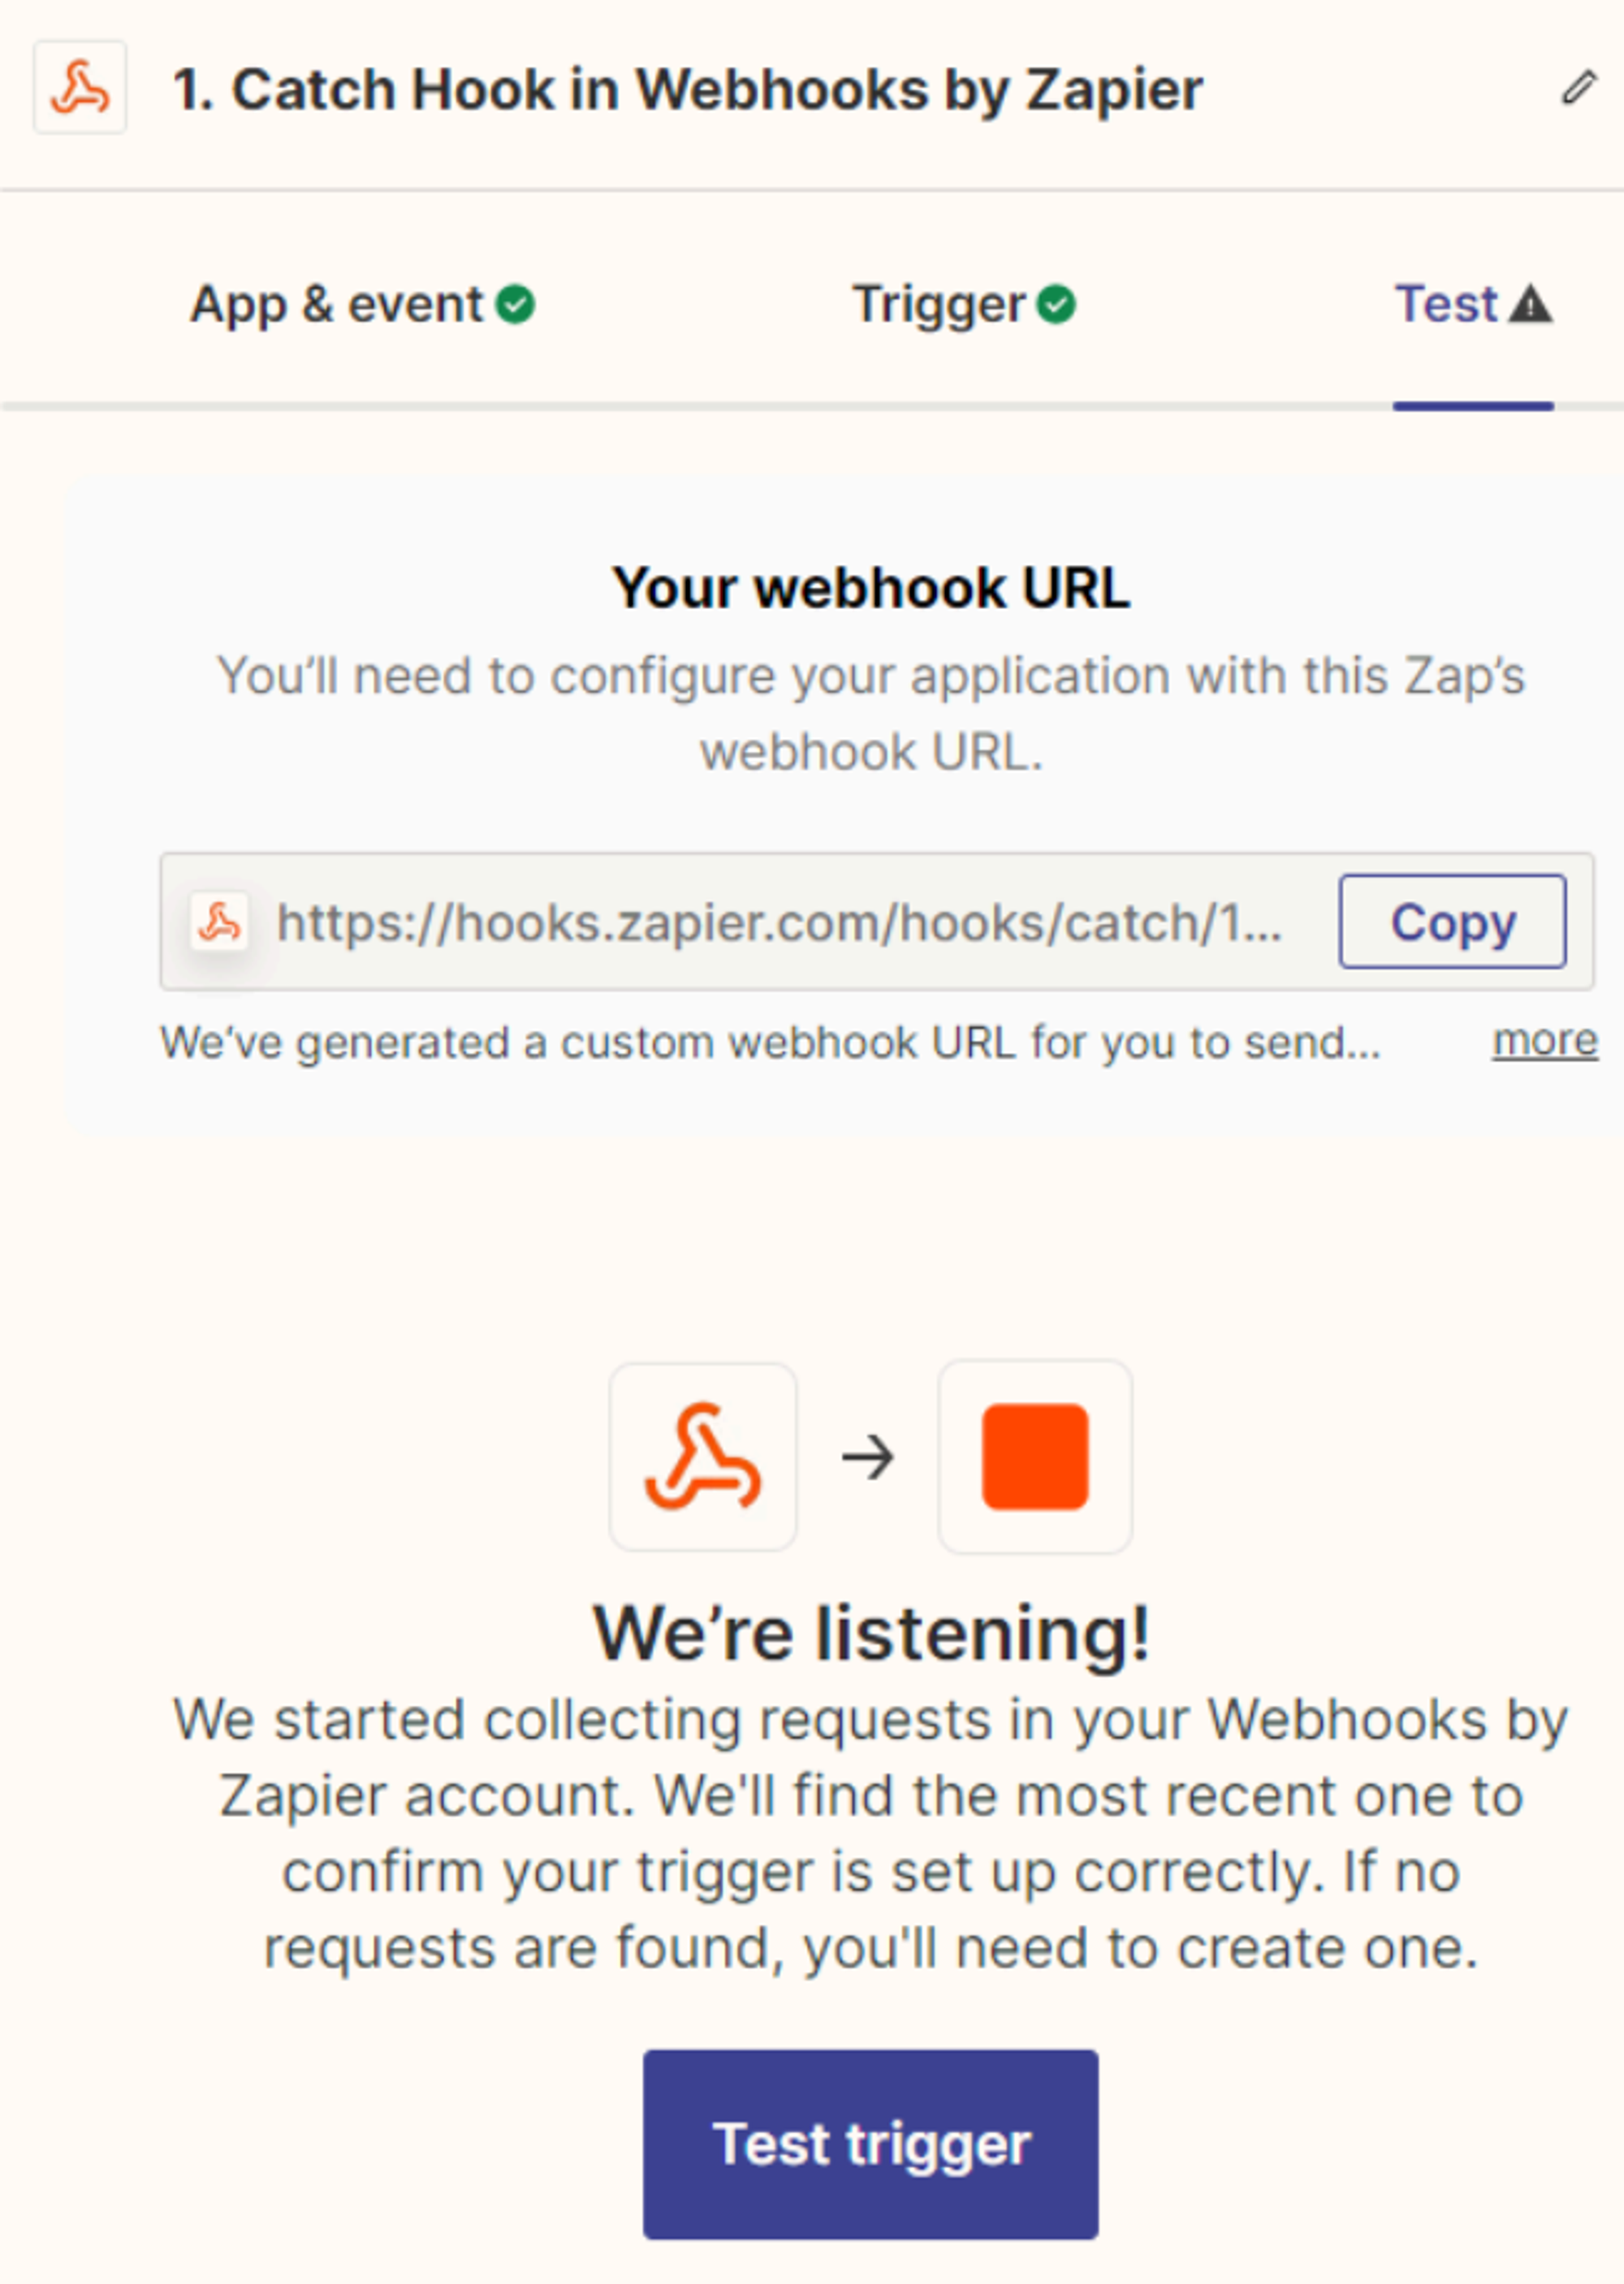 1. Catch Hook in Webhooks by Zapier
App & event
Trigger
Test
Your webhook URL
You’ll need to configure your application with this Zap’s
webhook URL.
https://hooks.zapier.com/hooks/catch/1...
Copy
We’ve generated a custom webhook URL for you to send...
more
We’re listening!
We started collecting requests in your Webhooks by
Zapier account. We'll find the most recent one to
confirm your trigger is set up correctly. If no
requests are found, you'll need to create one.
Test trigger